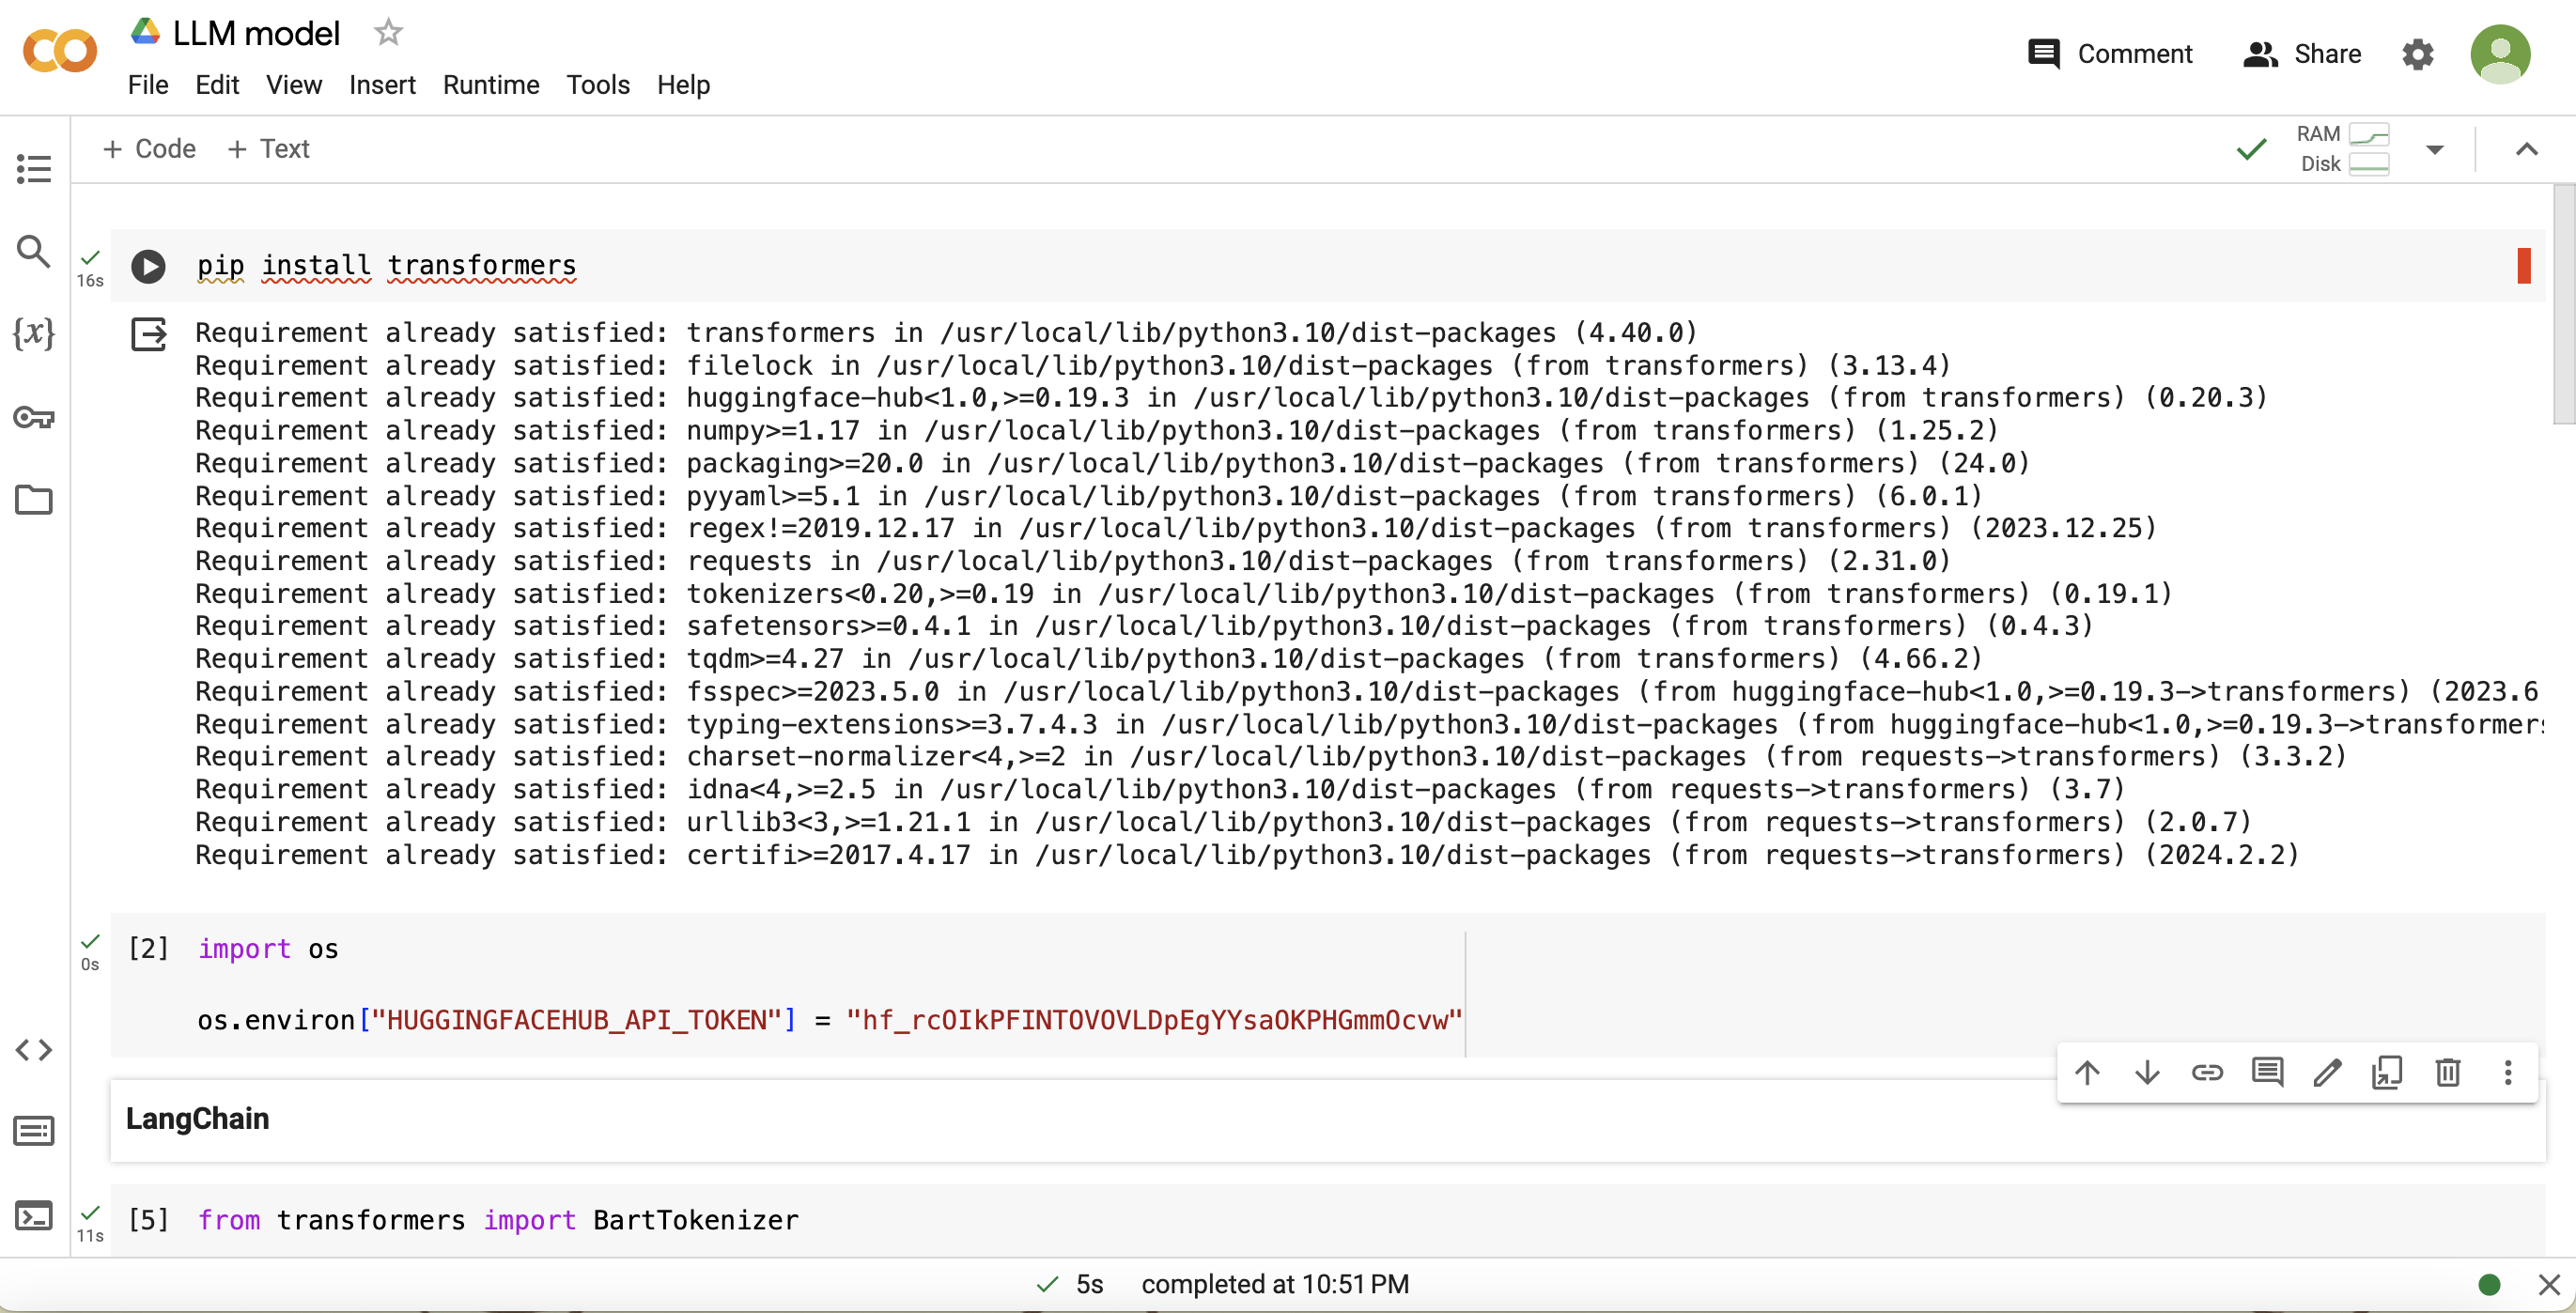 LLM model
Comment
Share
File Edit View Insert Runtime Tools Help
+ Code + Text
RAM
Disk
16s
pip install transformers
Requirement already satisfied: transformers in /usr/local/lib/python3.10/dist-packages (4.40.0)
Requirement already satisfied: filelock in /usr/local/lib/python3.10/dist-packages (from transformers) (3.13.4)
Requirement already satisfied: huggingface-hub<1.0,>=0.19.3 in /usr/local/lib/python3.10/dist-packages (from transformers) (0.20.3)
Requirement already satisfied: numpy>=1.17 in /usr/local/lib/python3.10/dist-packages (from transformers) (1.25.2)
Requirement already satisfied: packaging>=20.0 in /usr/local/lib/python3.10/dist-packages (from transformers) (24.0)
Requirement already satisfied: pyyaml>=5.1 in /usr/local/lib/python3.10/dist-packages (from transformers) (6.0.1)
Requirement already satisfied: regex!=2019.12.17 in /usr/local/lib/python3.10/dist-packages (from transformers) (2023.12.25)
Requirement already satisfied: requests in /usr/local/lib/python3.10/dist-packages (from transformers) (2.31.0)
Requirement already satisfied: tokenizers<0.20,>=0.19 in /usr/local/lib/python3.10/dist-packages (from transformers) (0.19.1)
Requirement already satisfied: safetensors>=0.4.1 in /usr/local/lib/python3.10/dist-packages (from transformers) (0.4.3)
Requirement already satisfied: tqdm>=4.27 in /usr/local/lib/python3.10/dist-packages (from transformers) (4.66.2)
Requirement already satisfied: fsspec>=2023.5.0 in /usr/local/lib/python3.10/dist-packages (from huggingface-hub<1.0,>=0.19.3->transformers) (2023.6
Requirement already satisfied: typing-extensions>=3.7.4.3 in /usr/local/lib/python3.10/dist-packages (from huggingface-hub<1.0,>=0.19.3->transformers
Requirement already satisfied: charset-normalizer<4,>=2 in /usr/local/lib/python3.10/dist-packages (from requests->transformers) (3.3.2)
Requirement already satisfied: idna<4,>=2.5 in /usr/local/lib/python3.10/dist-packages (from requests->transformers) (3.7)
Requirement already satisfied: urllib3<3,>=1.21.1 in /usr/local/lib/python3.10/dist-packages (from requests->transformers) (2.0.7)
Requirement already satisfied: certifi>=2017.4.17 in /usr/local/lib/python3.10/dist-packages (from requests->transformers) (2024.2.2)
0s
[2] import os
os.environ["HUGGINGFACEHUB_API_TOKEN"] = "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"
LangChain
11s
[5] from transformers import BartTokenizer
5s completed at 10:51 PM